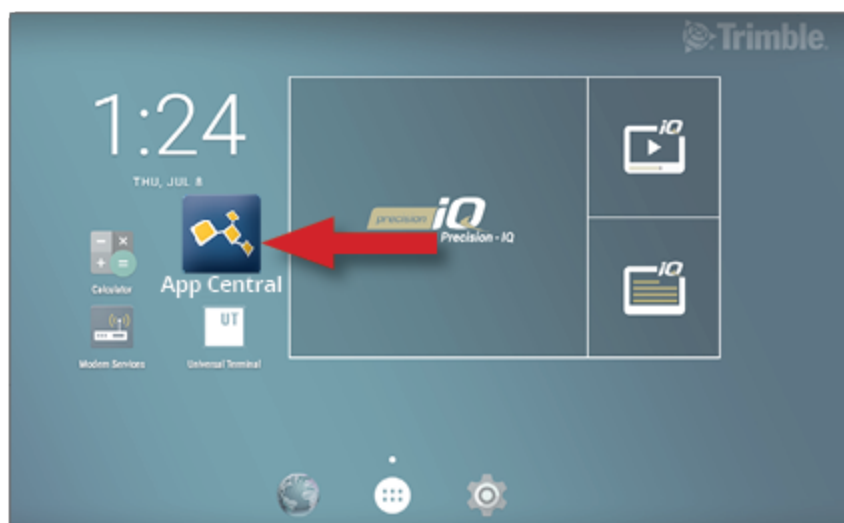 Trimble.
1:24
THU, JUL 8
precision iQ
Precision - IQ
iQ
Calculator
App Central
iQ
Modem Services
UT
Universal Terminal